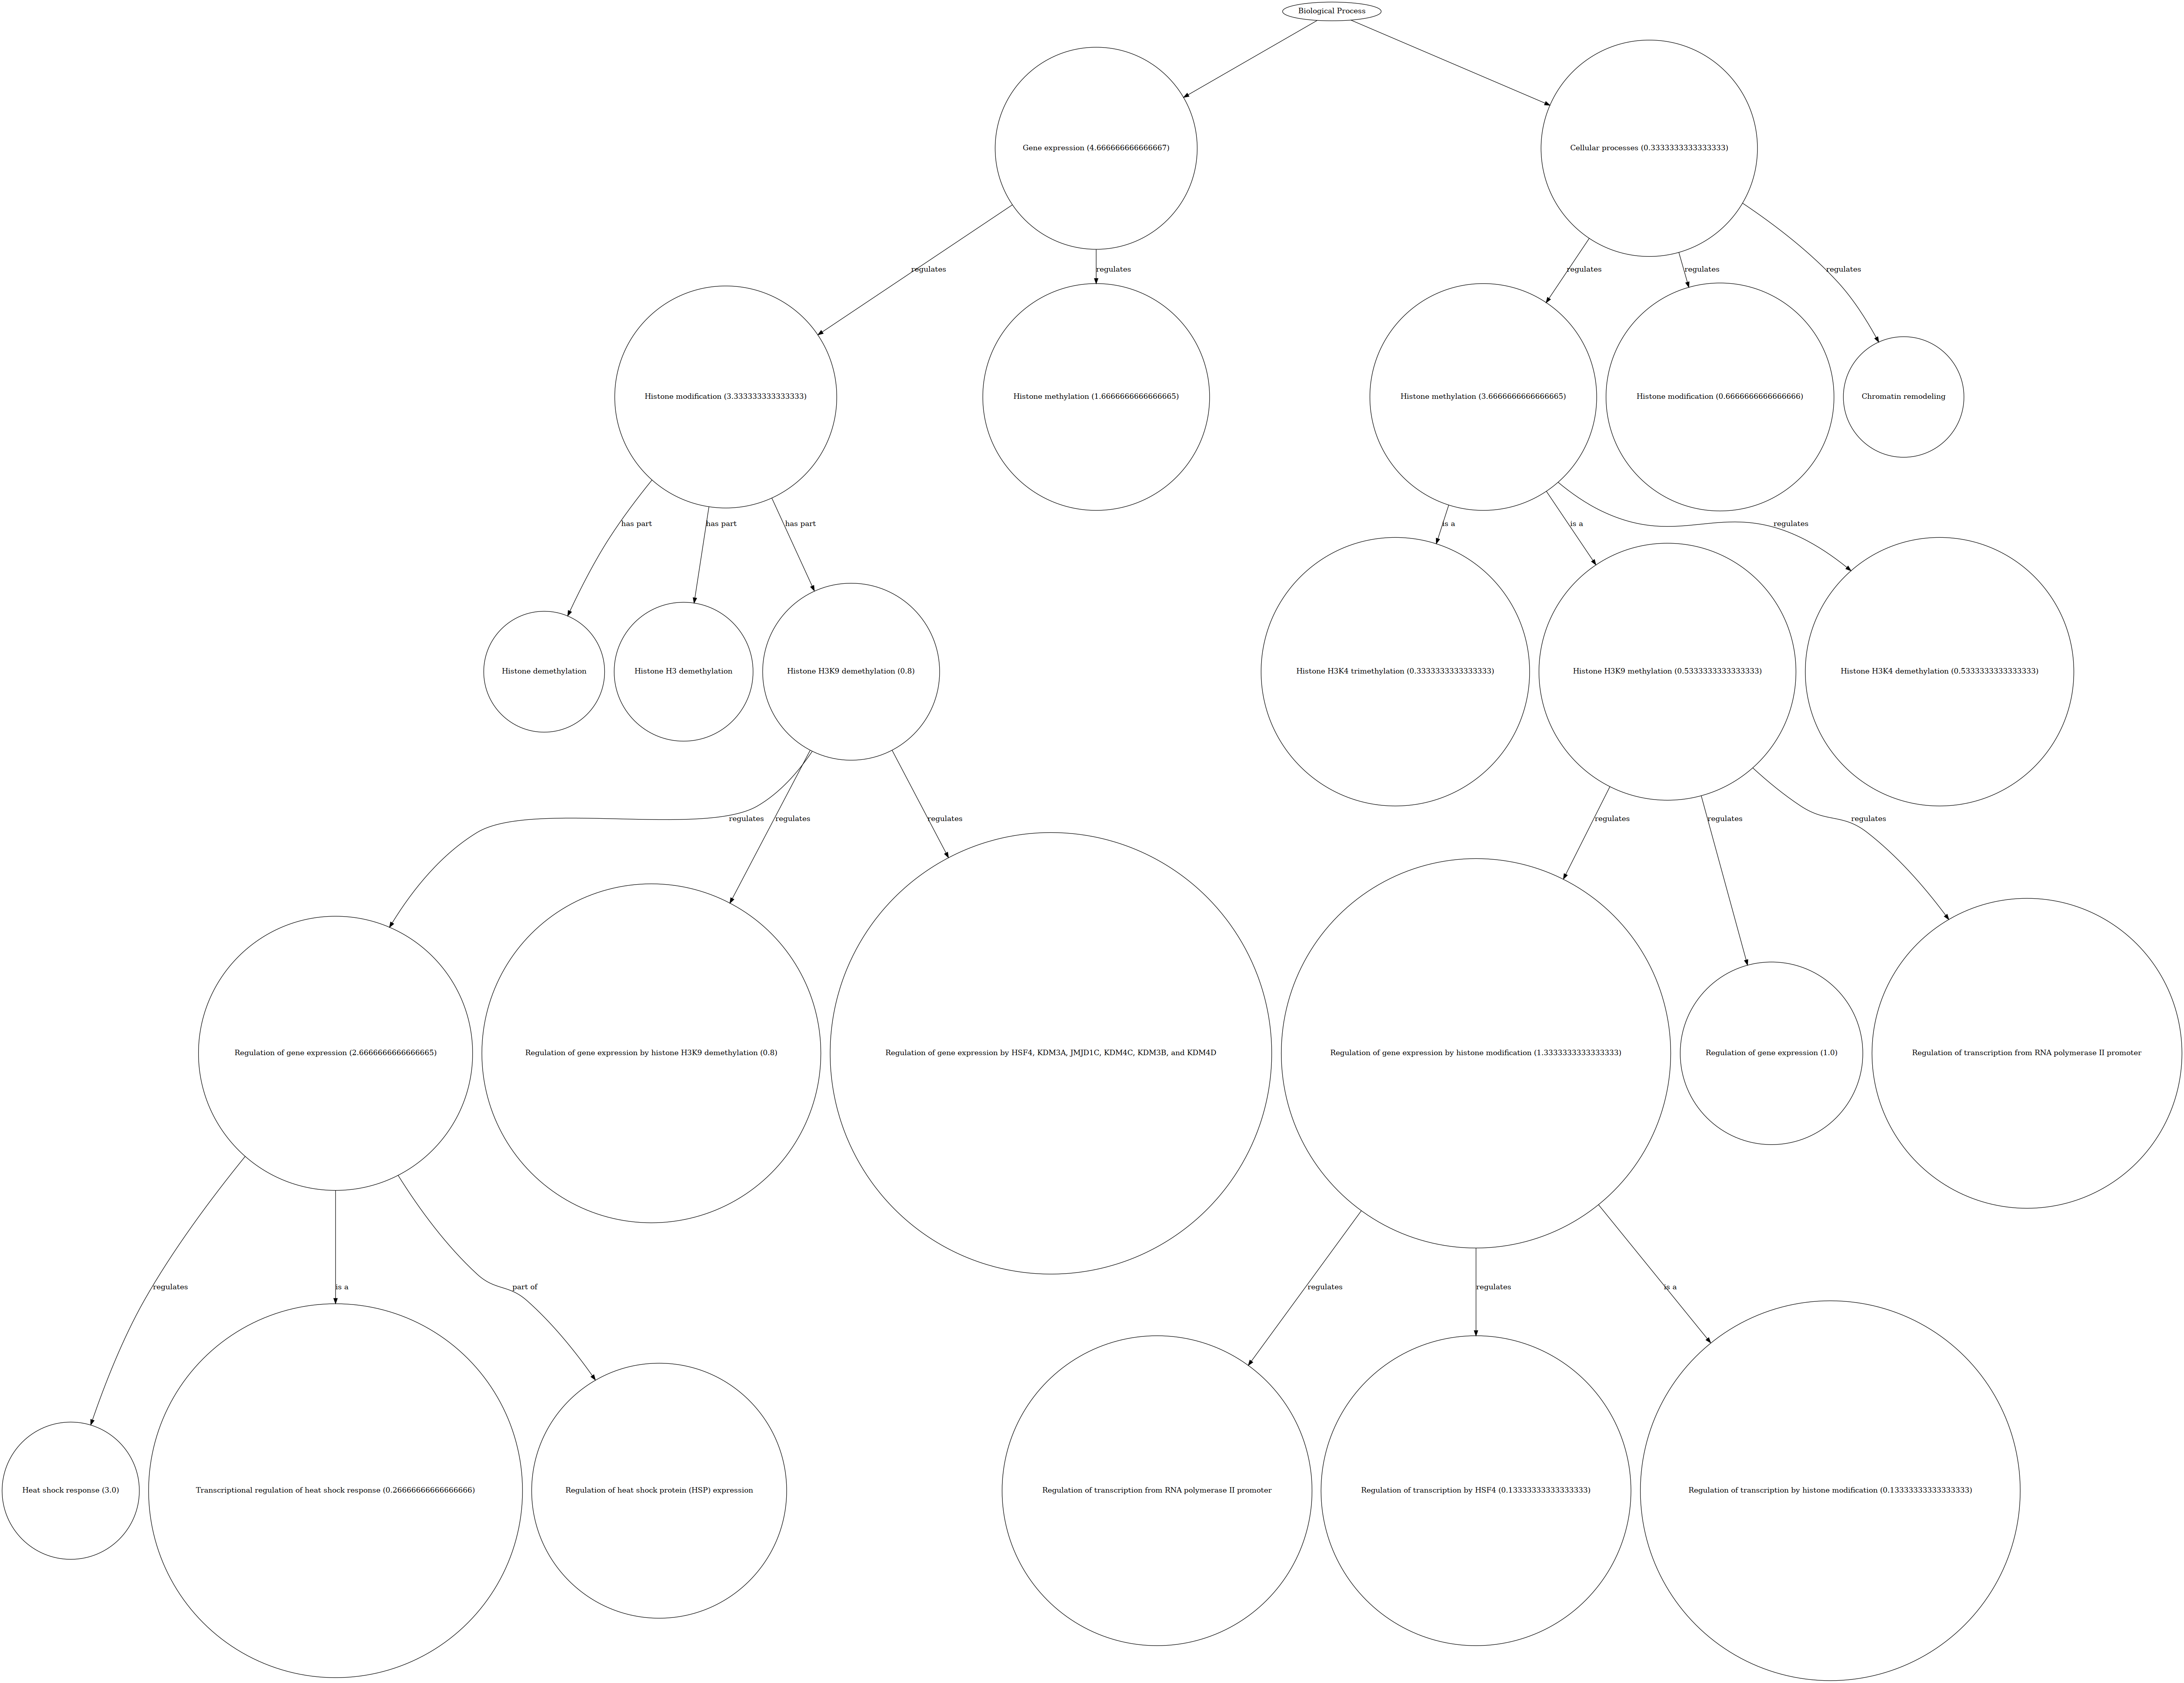 Biological Process
Gene expression (4.666666666666667)
Cellular processes (0.3333333333333333)
regulates
regulates
regulates
regulates
regulates
Histone modification (3.333333333333333)
Histone methylation (1.6666666666666665)
Histone methylation (3.6666666666666665)
Histone modification (0.6666666666666666)
Chromatin remodeling
has part
has part
has part
is a
is a
regulates
Histone demethylation
Histone H3 demethylation
Histone H3K9 demethylation (0.8)
Histone H3K4 trimethylation (0.3333333333333333)
Histone H3K9 methylation (0.5333333333333333)
Histone H3K4 demethylation (0.5333333333333333)
regulates
regulates
regulates
regulates
regulates
regulates
Regulation of gene expression (2.6666666666666665)
Regulation of gene expression by histone H3K9 demethylation (0.8)
Regulation of gene expression by HSF4, KDM3A, JMJD1C, KDM4C, KDM3B, and KDM4D
Regulation of gene expression by histone modification (1.3333333333333333)
Regulation of gene expression (1.0)
Regulation of transcription from RNA polymerase II promoter
regulates
is a
part of
regulates
regulates
is a
Heat shock response (3.0)
Transcriptional regulation of heat shock response (0.26666666666666666)
Regulation of heat shock protein (HSP) expression
Regulation of transcription from RNA polymerase II promoter
Regulation of transcription by HSF4 (0.13333333333333333)
Regulation of transcription by histone modification (0.13333333333333333)